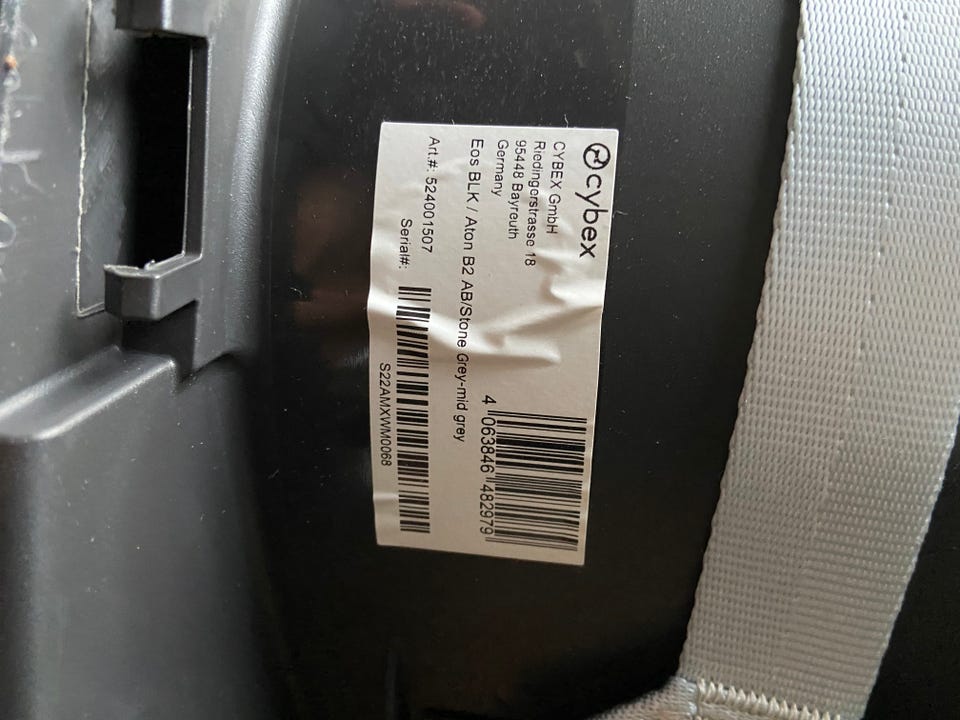 cybex
CYBEX GmbH
Riedingerstrasse 18
95448 Bayreuth
Germany
4 063846 482979
Eos BLK / Aton B2 AB/Stone Grey-mid grey
Art.#: 524001507
Serial#:
S22AMXWM0068